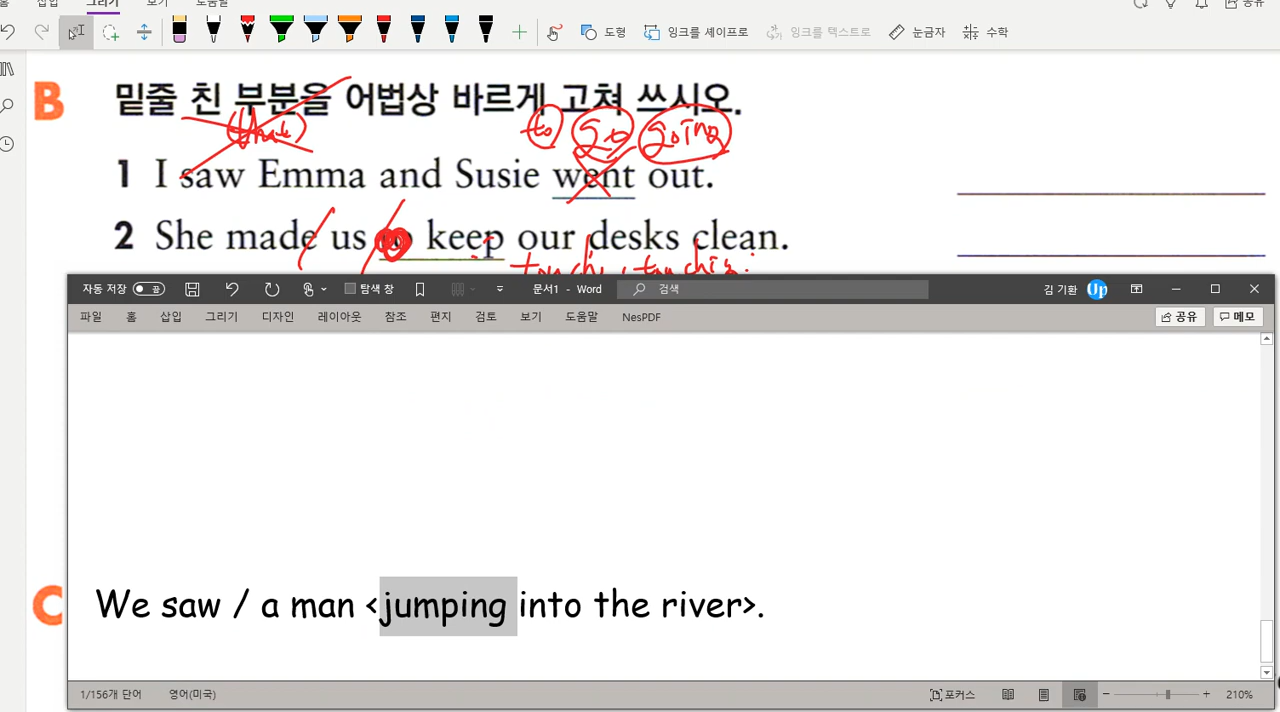 홈 삽입 그리기 보기 도움말 공유
도형 잉크를 셰이프로 잉크를 텍스트로 눈금자 수학
B 밑줄 친 부분을 어법상 바르게 고쳐 쓰시오.
(that) to go going
1 I saw Emma and Susie went out.
2 She made us to keep our desks clean.
자동 저장 끔 탐색 창 문서1 - Word 검색 김 기환 Up
파일 홈 삽입 그리기 디자인 레이아웃 참조 편지 검토 보기 도움말 NesPDF 공유 메모
C We saw / a man <jumping into the river>.
1/156개 단어 영어(미국) 포커스 210%